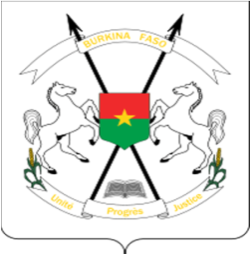 BURKINA FASO
Unité Progrès Justice